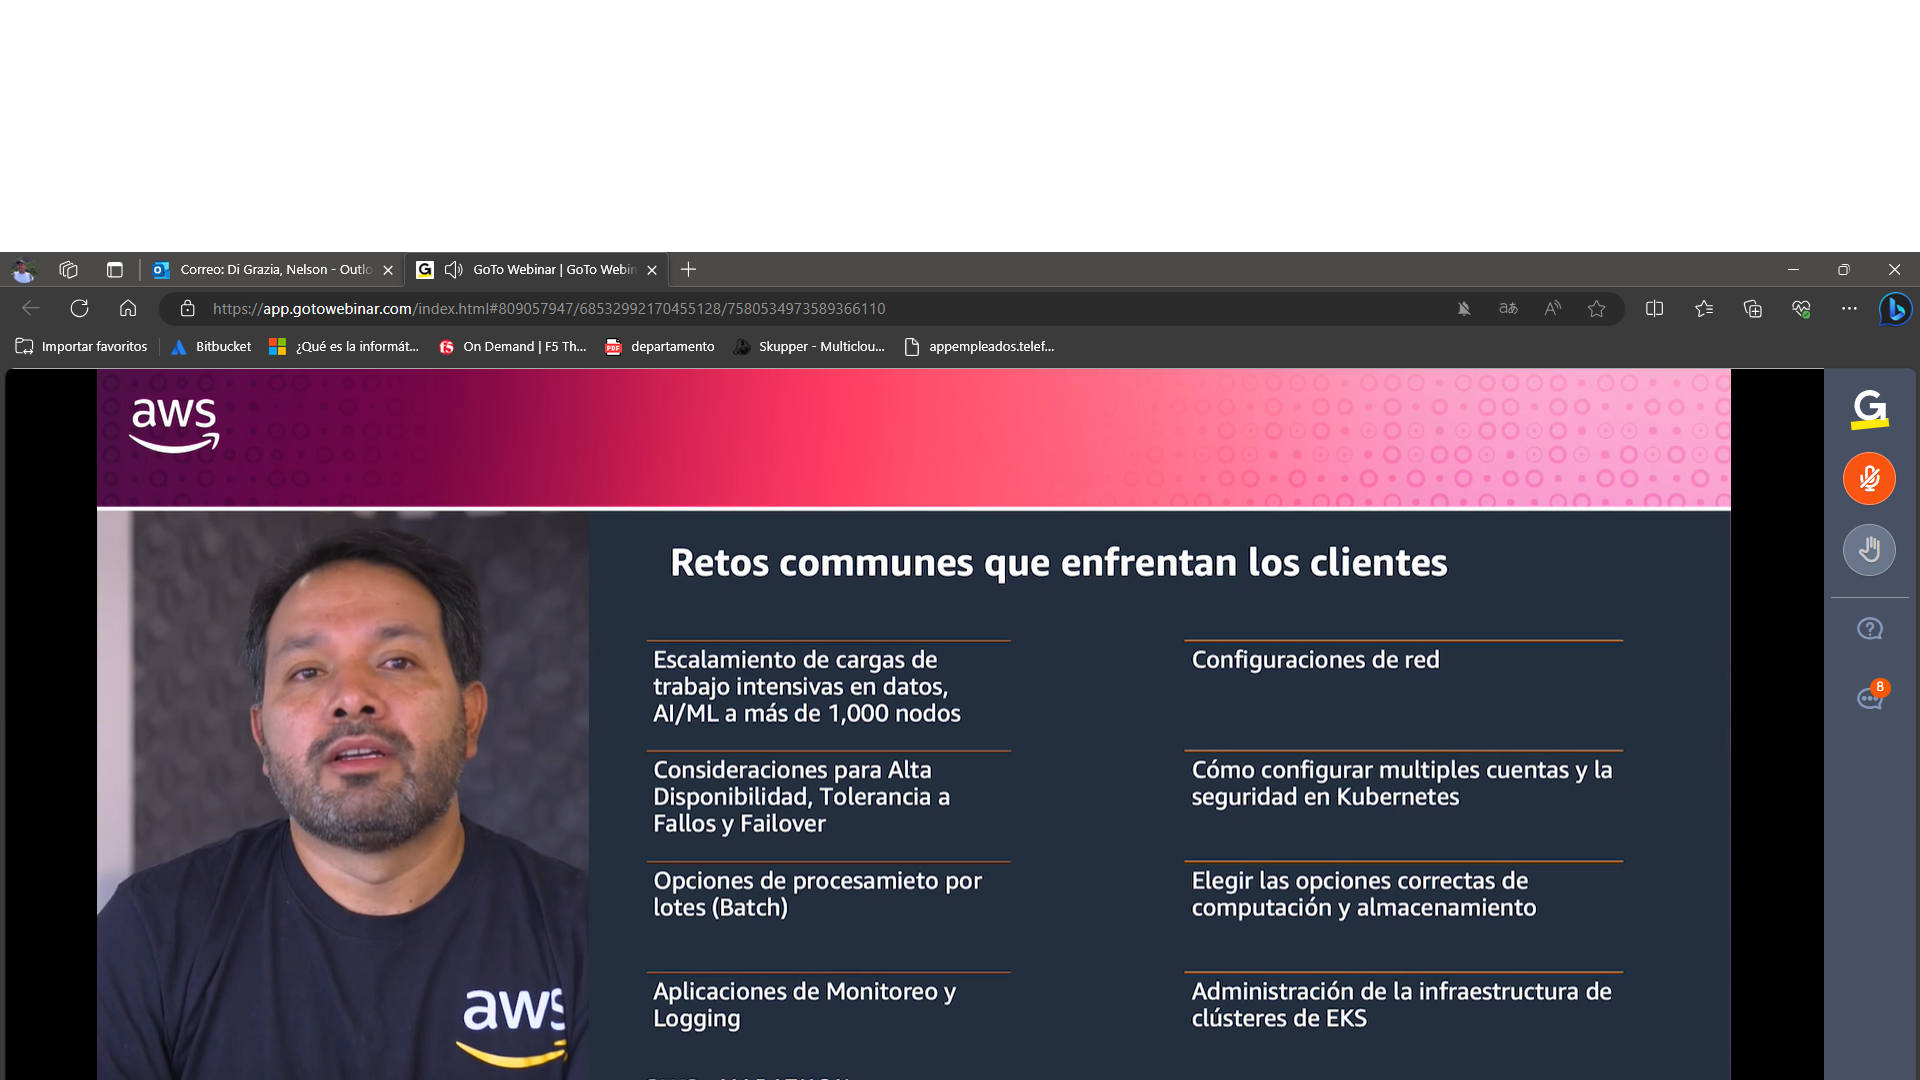 Correo: Di Grazia, Nelson - Outlo
GoTo Webinar | GoTo Webin
https://app.gotowebinar.com/index.html#809057947/68532992170455128/7580534973589366110
Importar favoritos
Bitbucket
¿Qué es la informát...
On Demand | F5 Th...
departamento
Skupper - Multiclou...
appempleados.telef...
aws
G
Retos communes que enfrentan los clientes
Escalamiento de cargas de
trabajo intensivas en datos,
AI/ML a más de 1,000 nodos
Configuraciones de red
Consideraciones para Alta
Disponibilidad, Tolerancia a
Fallos y Failover
Cómo configurar multiples cuentas y la
seguridad en Kubernetes
Opciones de procesamieto por
lotes (Batch)
Elegir las opciones correctas de
computación y almacenamiento
Aplicaciones de Monitoreo y
Logging
Administración de la infraestructura de
clústeres de EKS
aws
8